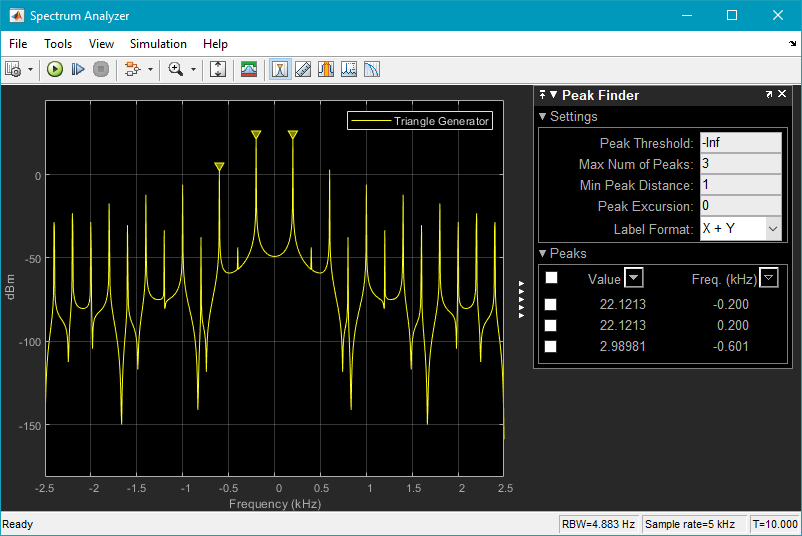 Spectrum Analyzer
File Tools View Simulation Help
Triangle Generator
0
-50
-100
-150
dBm
-2.5 -2 -1.5 -1 -0.5 0 0.5 1 1.5 2 2.5
Frequency (kHz)
Peak Finder
Settings
Peak Threshold: -Inf
Max Num of Peaks: 3
Min Peak Distance: 1
Peak Excursion: 0
Label Format: X + Y
Peaks
Value Freq. (kHz)
22.1213 -0.200
22.1213 0.200
2.98981 -0.601
Ready RBW=4.883 Hz Sample rate=5 kHz T=10.000